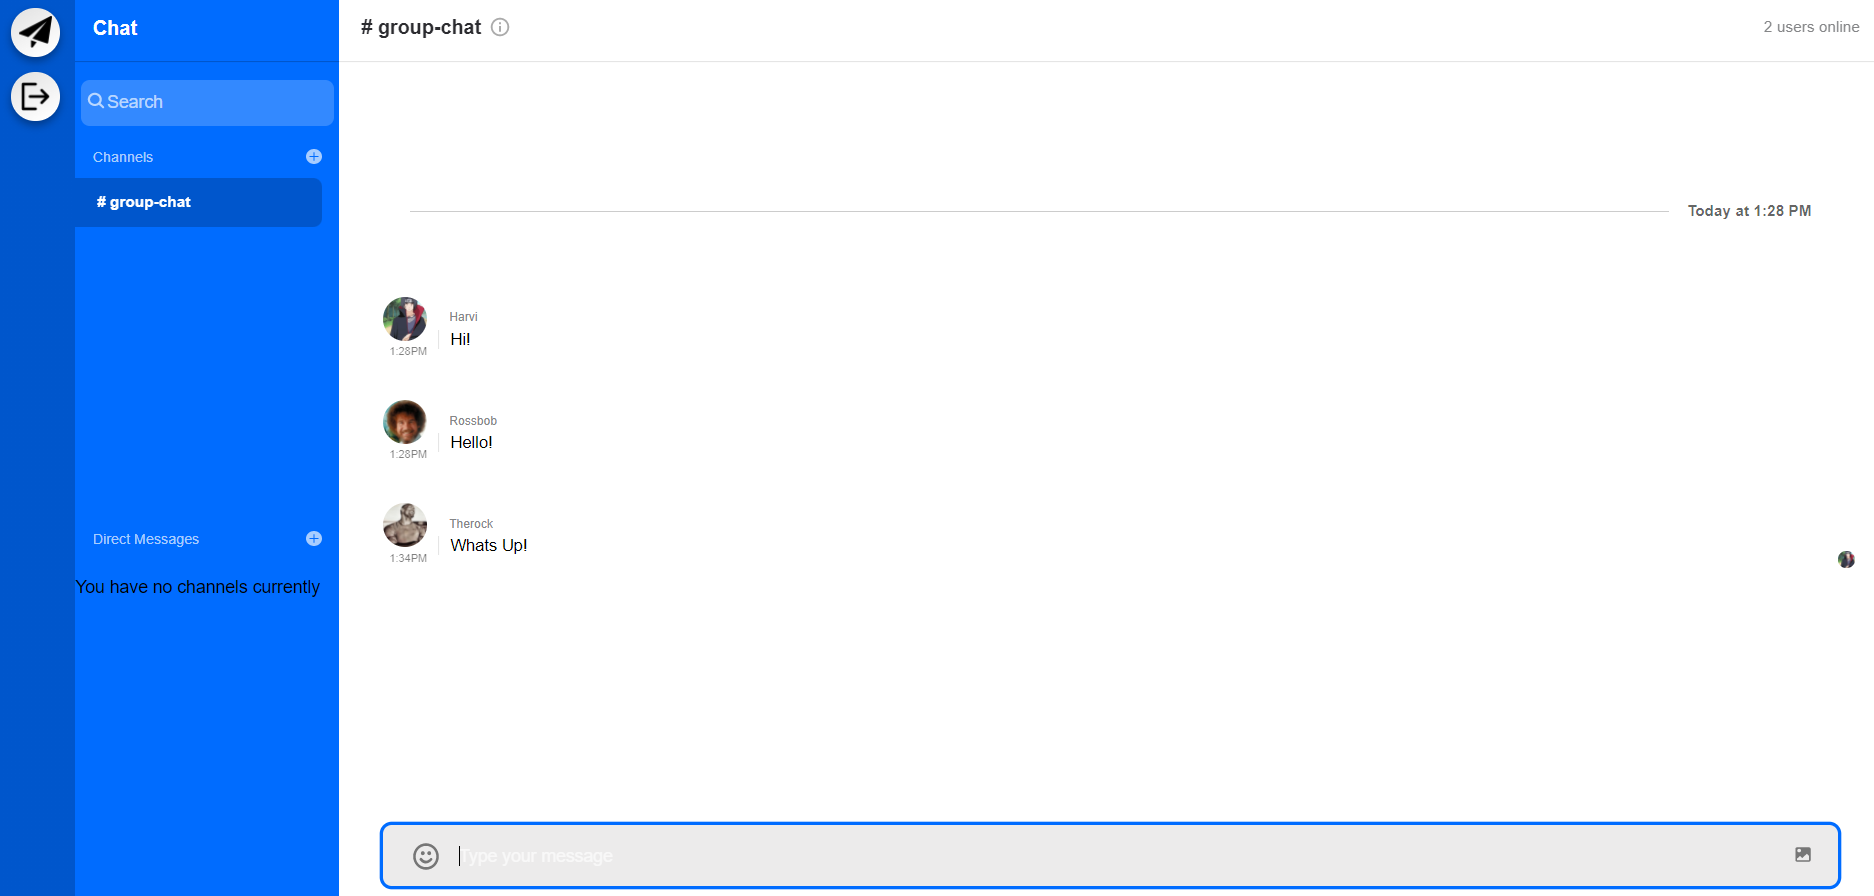 Chat
Search
Channels
# group-chat
Direct Messages
You have no channels currently
# group-chat
2 users online
Today at 1:28 PM
Harvi
Hi!
1:28PM
Rossbob
Hello!
1:28PM
Therock
Whats Up!
1:34PM
Type your message